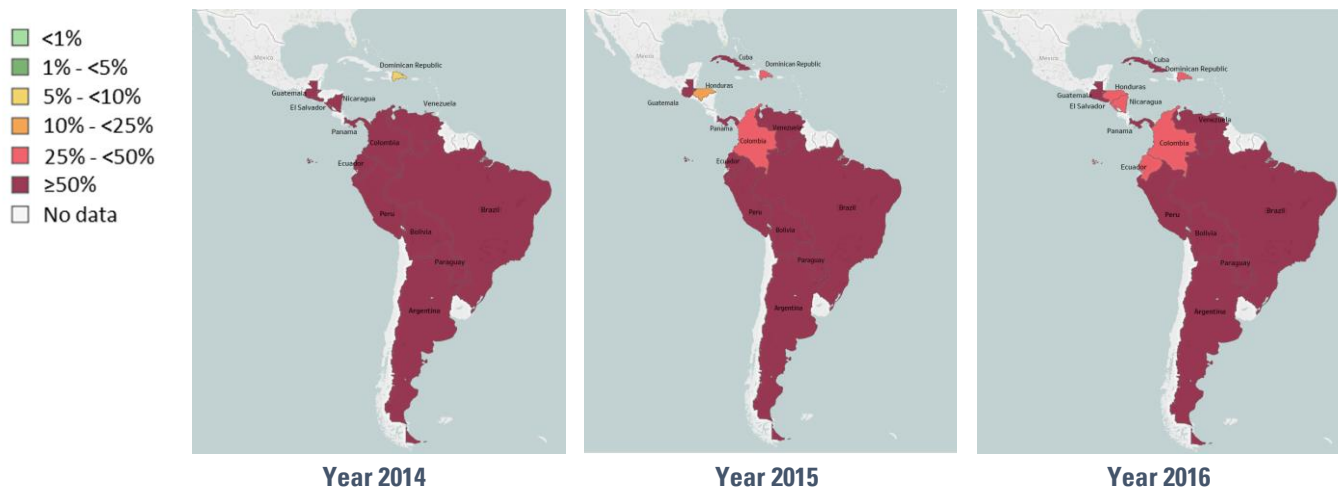 <1%
1% - <5%
5% - <10%
10% - <25%
25% - <50%
≥50%
No data
Mexico
Dominican Republic
Guatemala
Nicaragua
El Salvador
Venezuela
Panama
Colombia
Ecuador
Peru
Brazil
Bolivia
Paraguay
Argentina
Year 2014
Mexico
Cuba
Dominican Republic
Honduras
Guatemala
Panama
Venezuela
Colombia
Ecuador
Peru
Brazil
Bolivia
Paraguay
Argentina
Year 2015
Mexico
Cuba
Dominican Republic
Honduras
Guatemala
Nicaragua
El Salvador
Panama
Venezuela
Colombia
Ecuador
Peru
Brazil
Bolivia
Paraguay
Argentina
Year 2016